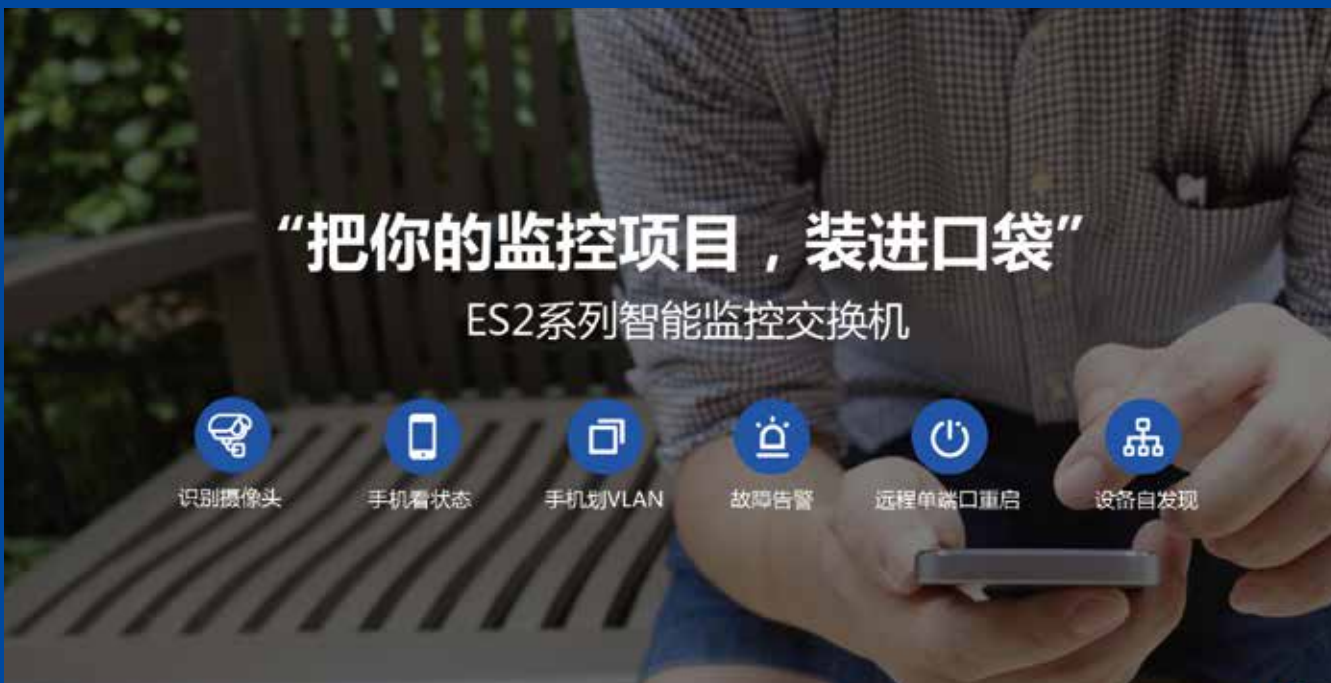 “把你的监控项目，装进口袋”
ES2系列智能监控交换机
识别摄像头
手机看状态
手机划VLAN
故障告警
远程单端口重启
设备自发现